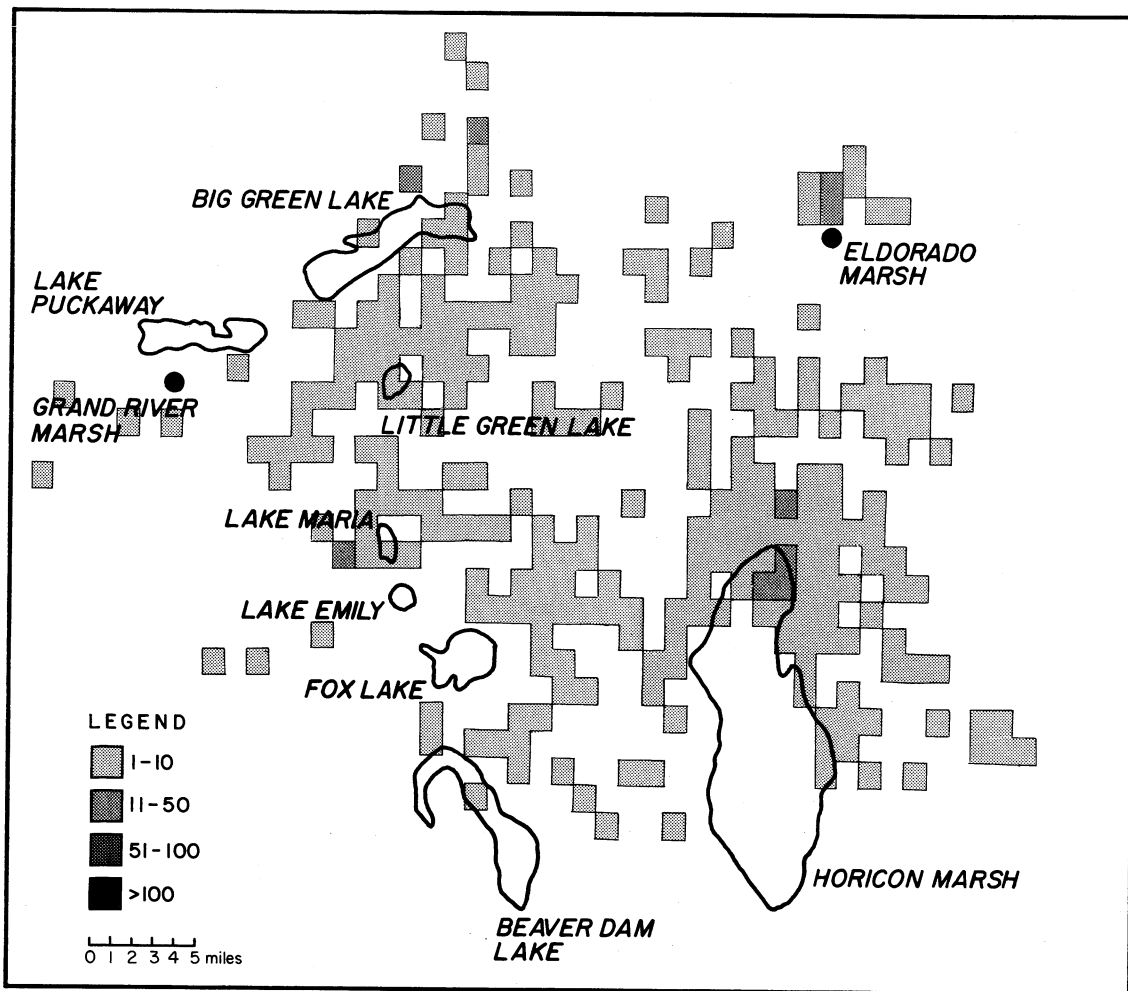 BIG GREEN LAKE
ELDORADO
MARSH
LAKE
PUCKAWAY
GRAND RIVER
MARSH
LITTLE GREEN LAKE
LAKE MARIA
LAKE EMILY
FOX LAKE
LEGEND
1-10
11-50
51-100
>100
0 1 2 3 4 5 miles
HORICON MARSH
BEAVER DAM
LAKE